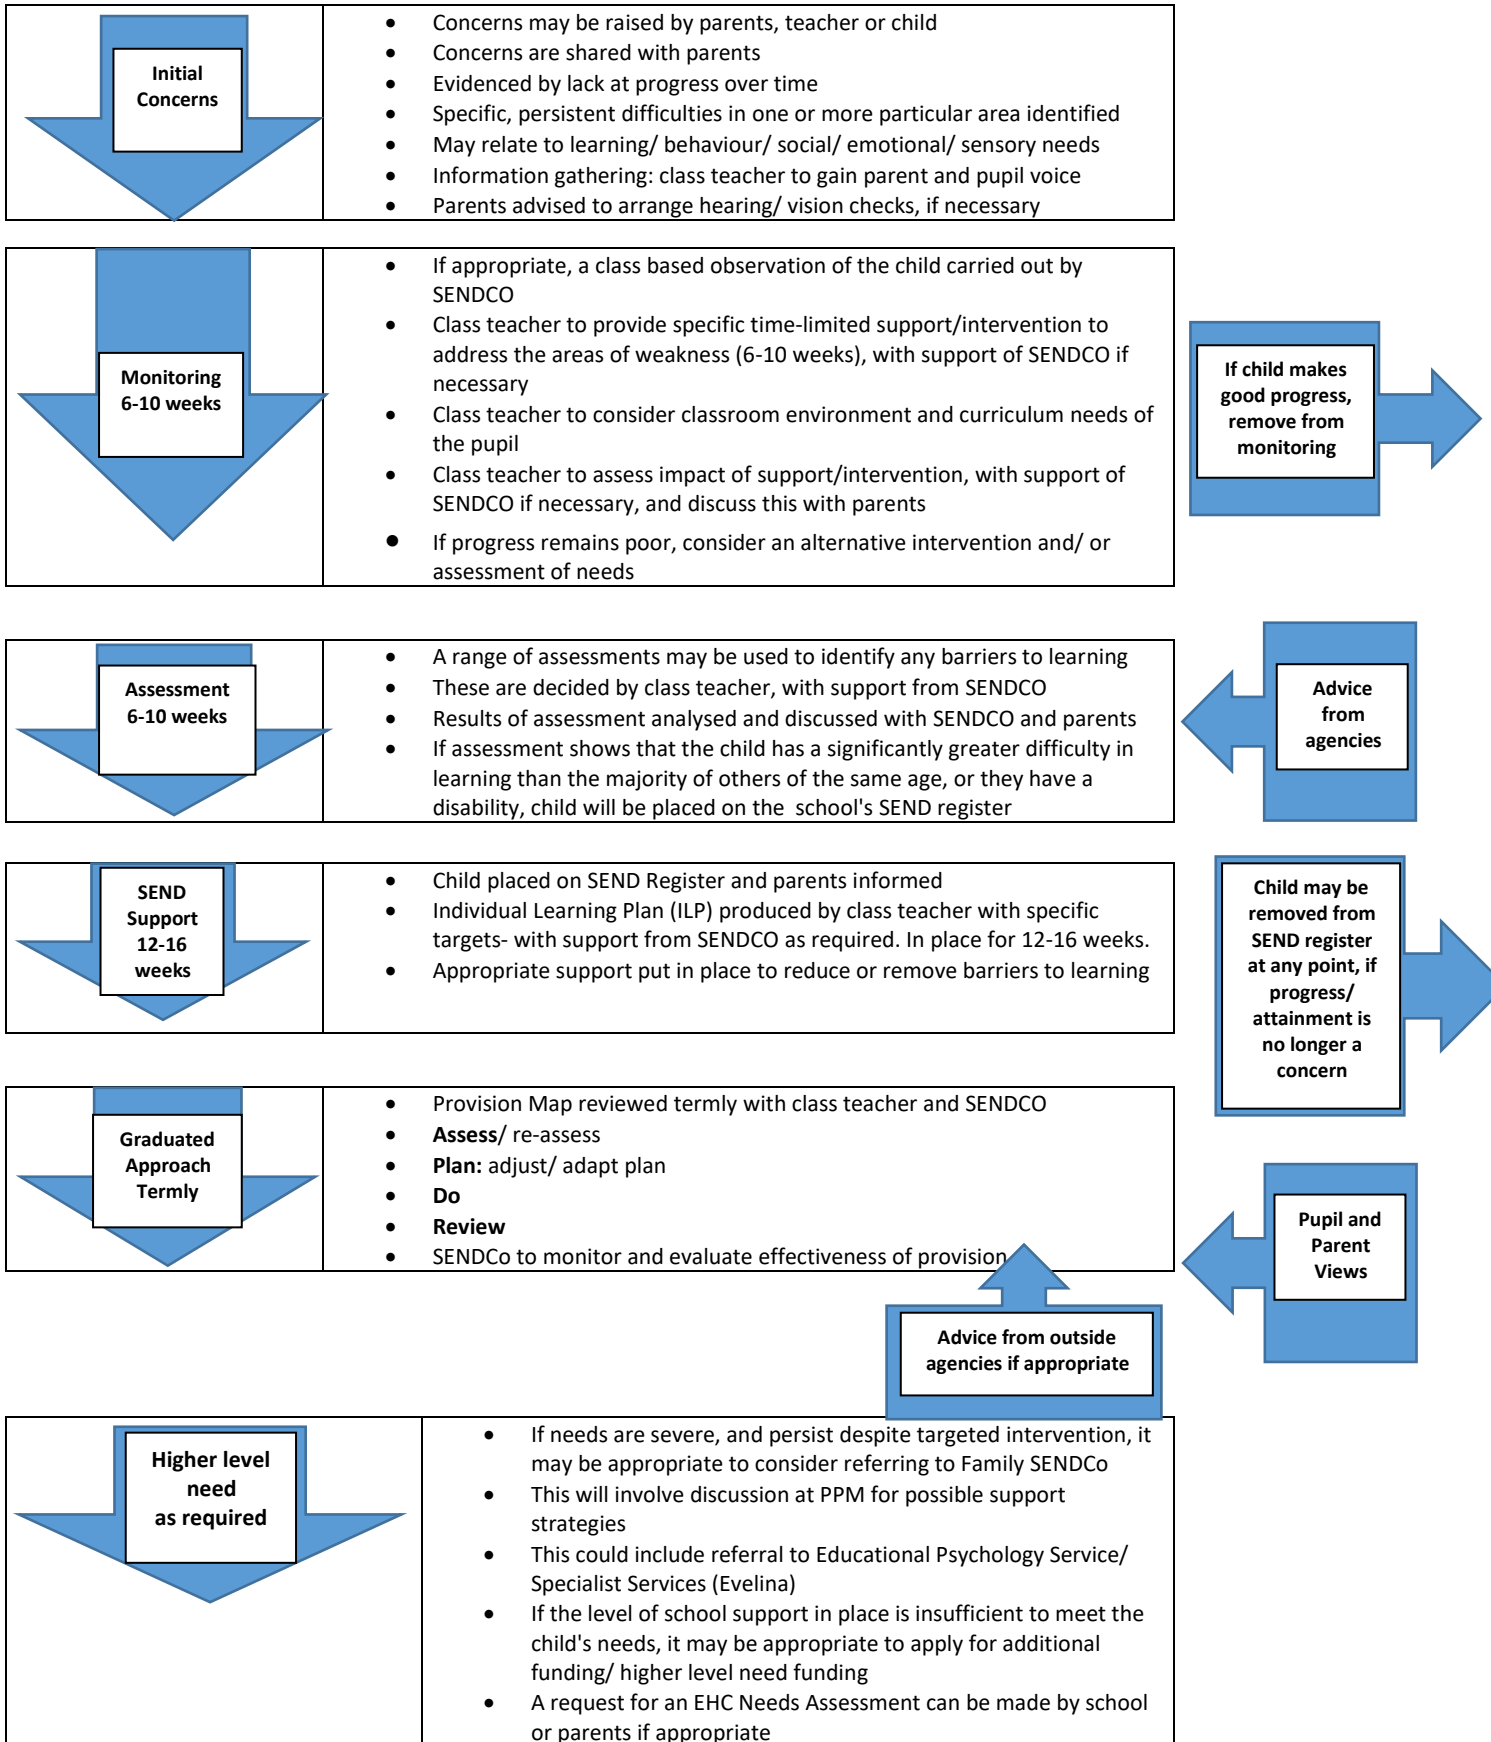 Initial
Concerns
• Concerns may be raised by parents, teacher or child
• Concerns are shared with parents
• Evidenced by lack at progress over time
• Specific, persistent difficulties in one or more particular area identified
• May relate to learning/ behaviour/ social/ emotional/ sensory needs
• Information gathering: class teacher to gain parent and pupil voice
• Parents advised to arrange hearing/ vision checks, if necessary
Monitoring
6-10 weeks
• If appropriate, a class based observation of the child carried out by
SENDCO
• Class teacher to provide specific time-limited support/intervention to
address the areas of weakness (6-10 weeks), with support of SENDCO if
necessary
• Class teacher to consider classroom environment and curriculum needs of
the pupil
• Class teacher to assess impact of support/intervention, with support of
SENDCO if necessary, and discuss this with parents
• If progress remains poor, consider an alternative intervention and/ or
assessment of needs
If child makes
good progress,
remove from
monitoring
Assessment
6-10 weeks
• A range of assessments may be used to identify any barriers to learning
• These are decided by class teacher, with support from SENDCO
• Results of assessment analysed and discussed with SENDCO and parents
• If assessment shows that the child has a significantly greater difficulty in
learning than the majority of others of the same age, or they have a
disability, child will be placed on the school's SEND register
Advice
from
agencies
SEND
Support
12-16
weeks
• Child placed on SEND Register and parents informed
• Individual Learning Plan (ILP) produced by class teacher with specific
targets- with support from SENDCO as required. In place for 12-16 weeks.
• Appropriate support put in place to reduce or remove barriers to learning
Child may be
removed from
SEND register
at any point, if
progress/
attainment is
no longer a
concern
Graduated
Approach
Termly
• Provision Map reviewed termly with class teacher and SENDCO
• Assess/ re-assess
• Plan: adjust/ adapt plan
• Do
• Review
• SENDCo to monitor and evaluate effectiveness of provision
Pupil and
Parent
Views
Advice from outside
agencies if appropriate
Higher level
need
as required
• If needs are severe, and persist despite targeted intervention, it
may be appropriate to consider referring to Family SENDCo
• This will involve discussion at PPM for possible support
strategies
• This could include referral to Educational Psychology Service/
Specialist Services (Evelina)
• If the level of school support in place is insufficient to meet the
child's needs, it may be appropriate to apply for additional
funding/ higher level need funding
• A request for an EHC Needs Assessment can be made by school
or parents if appropriate